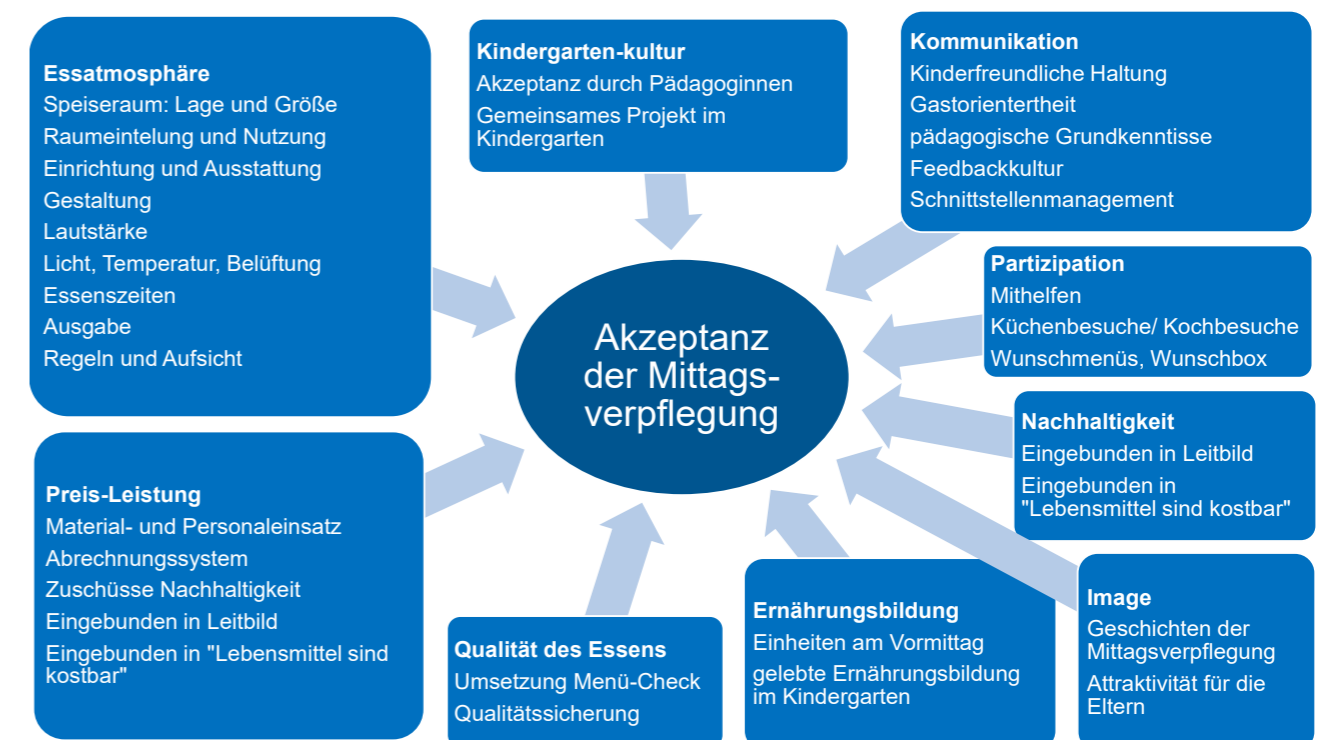 Essatmosphäre
Speiseraum: Lage und Größe
Raumeintelung und Nutzung
Einrichtung und Ausstattung
Gestaltung
Lautstärke
Licht, Temperatur, Belüftung
Essenszeiten
Ausgabe
Regeln und Aufsicht
Kindergarten-kultur
Akzeptanz durch Pädagoginnen
Gemeinsames Projekt im
Kindergarten
Kommunikation
Kinderfreundliche Haltung
Gastorientertheit
pädagogische Grundkenntisse
Feedbackkultur
Schnittstellenmanagement
Partizipation
Mithelfen
Küchenbesuche/ Kochbesuche
Wunschmenüs, Wunschbox
Akzeptanz
der Mittags-
verpflegung
Nachhaltigkeit
Eingebunden in Leitbild
Eingebunden in
"Lebensmittel sind kostbar"
Preis-Leistung
Material- und Personaleinsatz
Abrechnungssystem
Zuschüsse Nachhaltigkeit
Eingebunden in Leitbild
Eingebunden in "Lebensmittel sind
kostbar"
Qualität des Essens
Umsetzung Menü-Check
Qualitätssicherung
Ernährungsbildung
Einheiten am Vormittag
gelebte Ernährungsbildung
im Kindergarten
Image
Geschichten der
Mittagsverpflegung
Attraktivität für die
Eltern